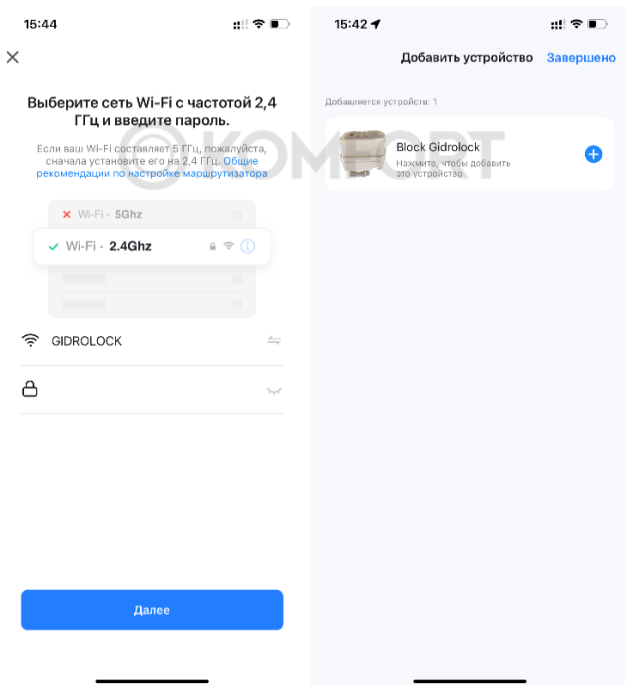 15:44
Выберите сеть Wi-Fi с частотой 2,4
ГГц и введите пароль.
Если ваш Wi-Fi составляет 5 ГГц, пожалуйста,
сначала установите его на 2,4 ГГц. Общие
рекомендации по настройке маршрутизатора
Wi-Fi - 5Ghz
Wi-Fi - 2.4Ghz
GIDROLOCK
Далее
15:42
Добавить устройство
Завершено
Добавляется устройств: 1
Block Gidrolock
Нажмите, чтобы добавить
это устройство
KOMFORT